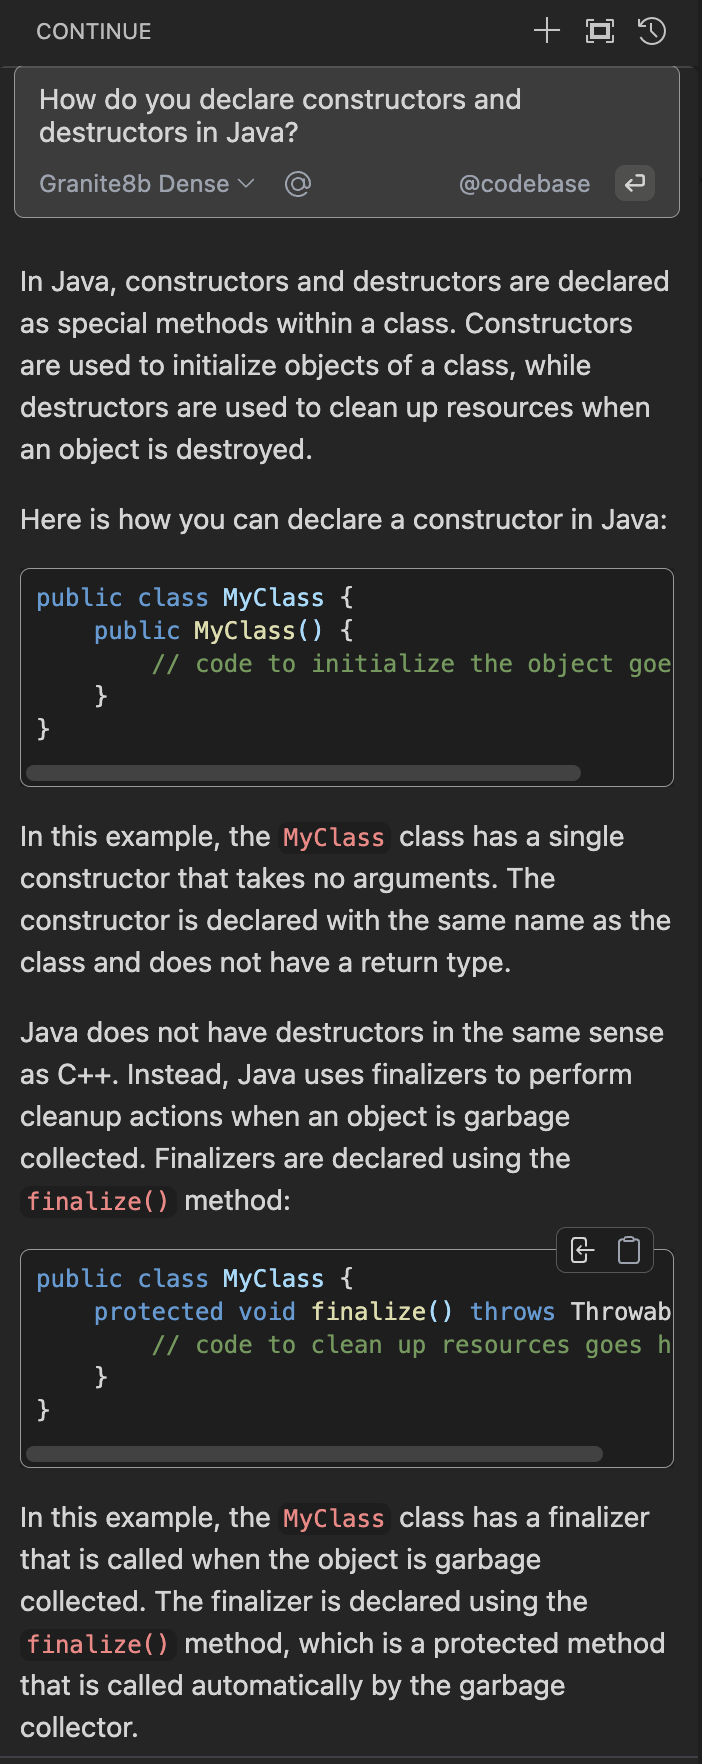 CONTINUE
How do you declare constructors and
destructors in Java?
Granite8b Dense
@codebase
In Java, constructors and destructors are declared
as special methods within a class. Constructors
are used to initialize objects of a class, while
destructors are used to clean up resources when
an object is destroyed.
Here is how you can declare a constructor in Java:
public class MyClass {
    public MyClass() {
        // code to initialize the object goe
    }
}
In this example, the MyClass class has a single
constructor that takes no arguments. The
constructor is declared with the same name as the
class and does not have a return type.
Java does not have destructors in the same sense
as C++. Instead, Java uses finalizers to perform
cleanup actions when an object is garbage
collected. Finalizers are declared using the
finalize() method:
public class MyClass {
    protected void finalize() throws Throwab
        // code to clean up resources goes h
    }
}
In this example, the MyClass class has a finalizer
that is called when the object is garbage
collected. The finalizer is declared using the
finalize() method, which is a protected method
that is called automatically by the garbage
collector.